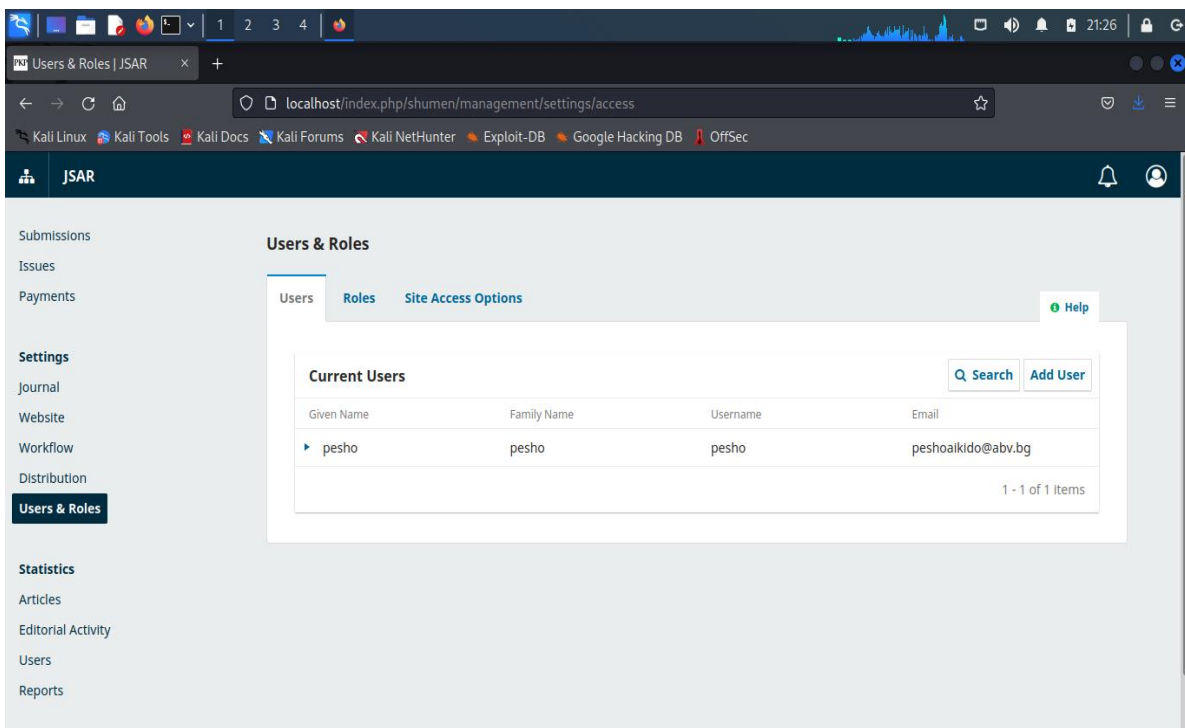 1 2 3 4 21:26
PKP Users & Roles | JSAR × +
localhost/index.php/shumen/management/settings/access
Kali Linux Kali Tools Kali Docs Kali Forums Kali NetHunter Exploit-DB Google Hacking DB OffSec
JSAR
Submissions
Issues
Payments
Settings
Journal
Website
Workflow
Distribution
Users & Roles
Statistics
Articles
Editorial Activity
Users
Reports
Users & Roles
Users Roles Site Access Options
Help
Current Users Search Add User
Given Name Family Name Username Email
pesho pesho pesho peshoaikido@abv.bg
1 - 1 of 1 items